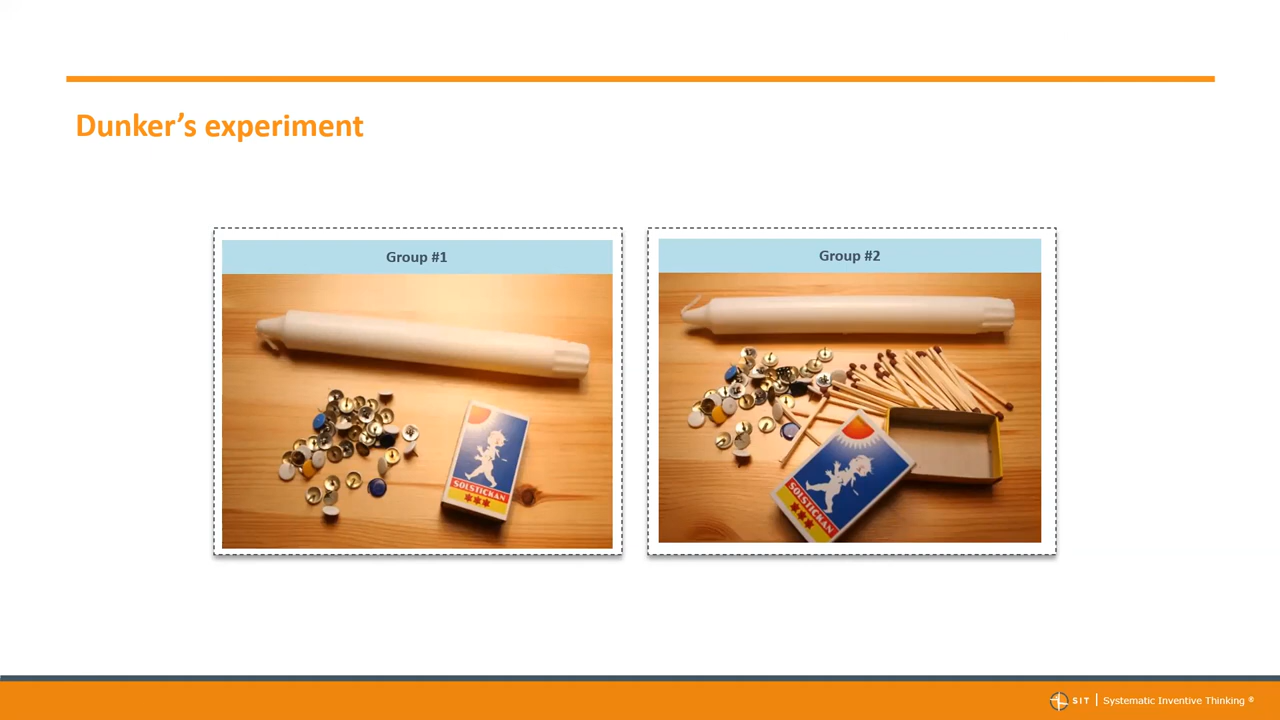 Dunker’s experiment
Group #1
Group #2
SOLSTICKAN
SOLSTICKAN
SIT | Systematic Inventive Thinking ®